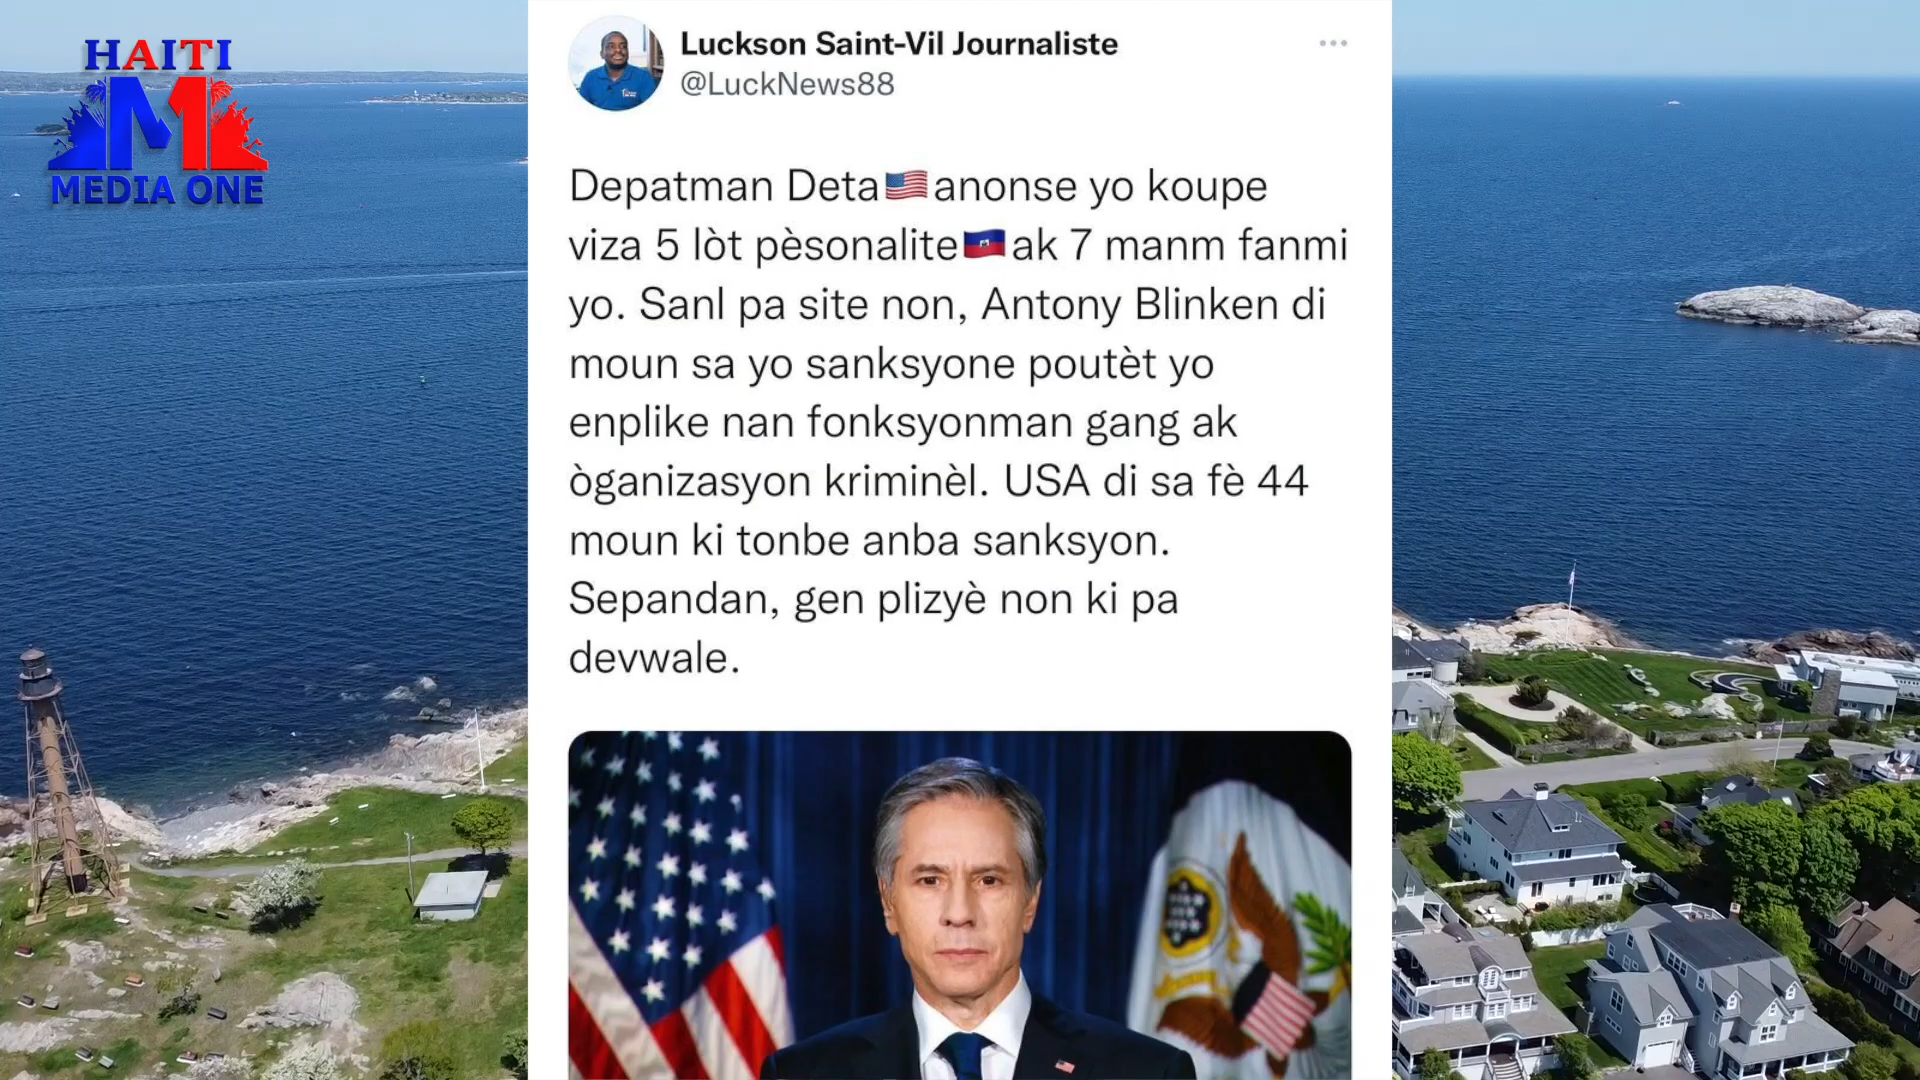 HAITI
M1
MEDIA ONE
Luckson Saint-Vil Journaliste
@LuckNews88
Depatman Deta🇺🇸anonse yo koupe
viza 5 lòt pèsonalite🇭🇹ak 7 manm fanmi
yo. Sanl pa site non, Antony Blinken di
moun sa yo sanksyone poutèt yo
enplike nan fonksyonman gang ak
òganizasyon kriminèl. USA di sa fè 44
moun ki tonbe anba sanksyon.
Sepandan, gen plizyè non ki pa
devwale.